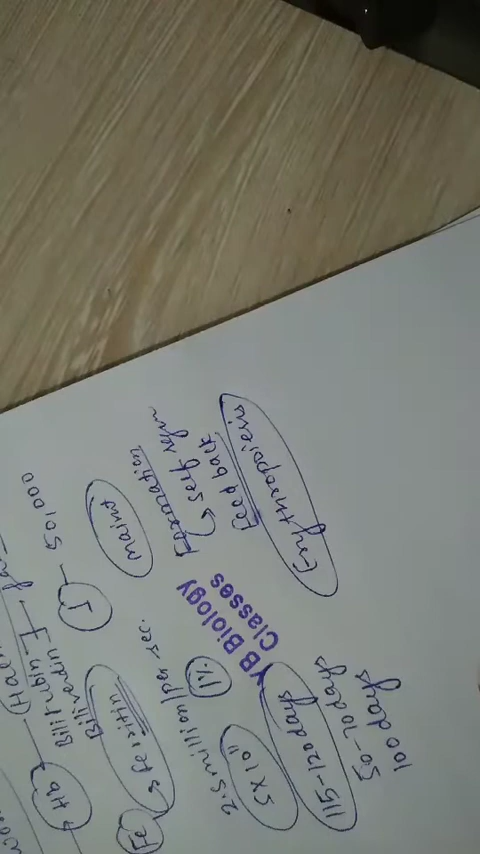 Hb - Haem
Bilirubin
Biliverdin
Fe
I - 50,000
maint
2.5 million/per sec.
1%. Formation
5 x 10¹¹
↳ self regn
Feed back
YB Biology
Classes
115-120 days
Erythropoiesis
50-70 days
100 days